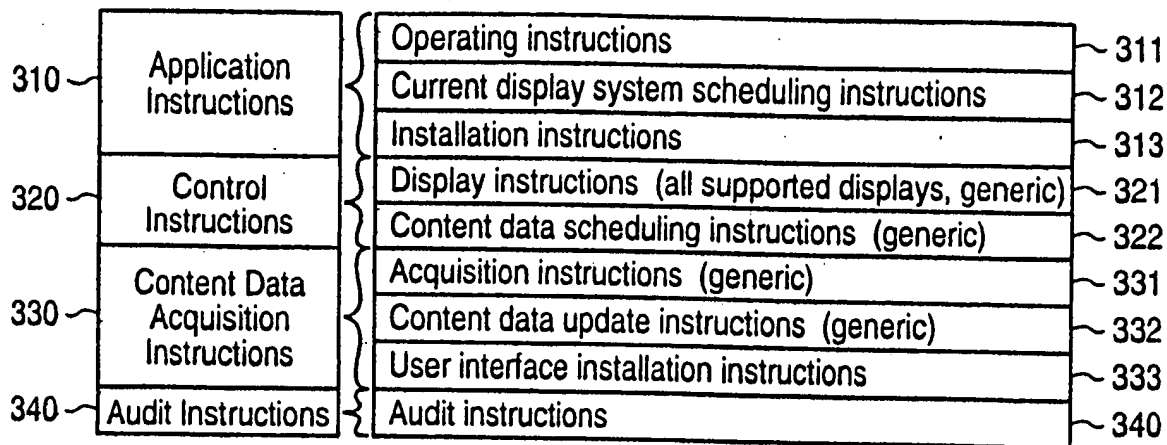 310
Application
Instructions
Operating instructions
311
Current display system scheduling instructions
312
Installation instructions
313
320
Control
Instructions
Display instructions (all supported displays, generic)
321
Content data scheduling instructions (generic)
322
330
Content Data
Acquisition
Instructions
Acquisition instructions (generic)
331
Content data update instructions (generic)
332
User interface installation instructions
333
340
Audit Instructions
Audit instructions
340